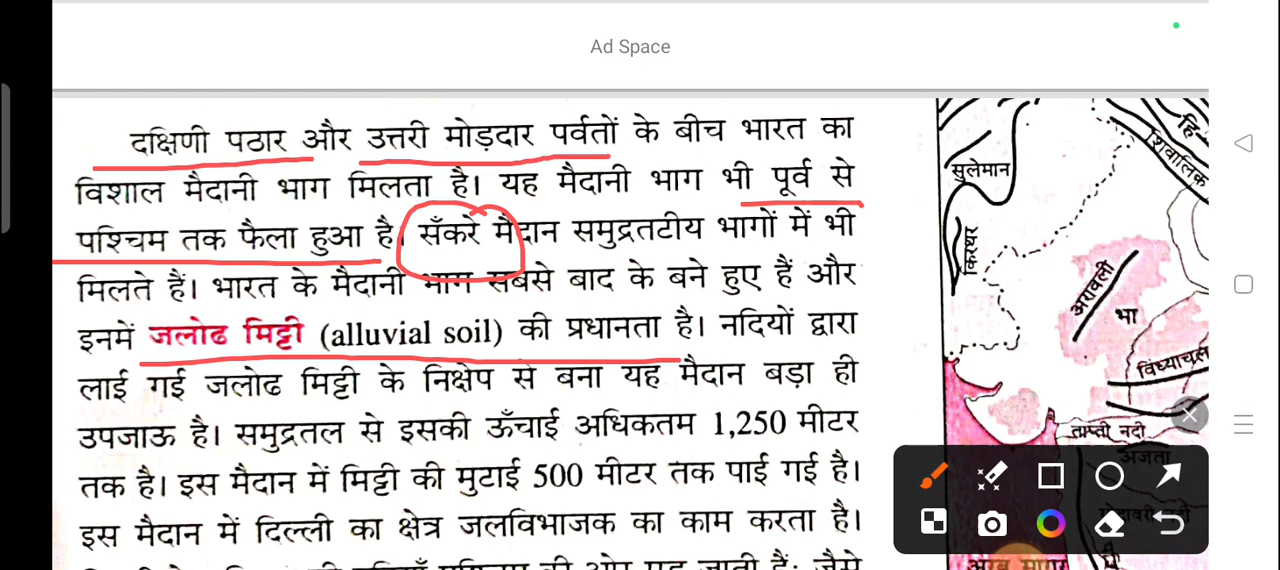 Ad Space
दक्षिणी पठार और उत्तरी मोड़दार पर्वतों के बीच भारत का
विशाल मैदानी भाग मिलता है। यह मैदानी भाग भी पूर्व से
पश्चिम तक फैला हुआ है। सँकरे मैदान समुद्रतटीय भागों में भी
मिलते हैं। भारत के मैदानी भाग सबसे बाद के बने हुए हैं और
इनमें जलोढ मिट्टी (alluvial soil) की प्रधानता है। नदियों द्वारा
लाई गई जलोढ मिट्टी के निक्षेप से बना यह मैदान बड़ा ही
उपजाऊ है। समुद्रतल से इसकी ऊँचाई अधिकतम 1,250 मीटर
तक है। इस मैदान में मिट्टी की मुटाई 500 मीटर तक पाई गई है।
इस मैदान में दिल्ली का क्षेत्र जलविभाजक का काम करता है।
हि
शिवालिक
सुलेमान
किरथर
अरावली
भा
विंध्याचल
ताप्ती नदी
अजंता
अरब सागर